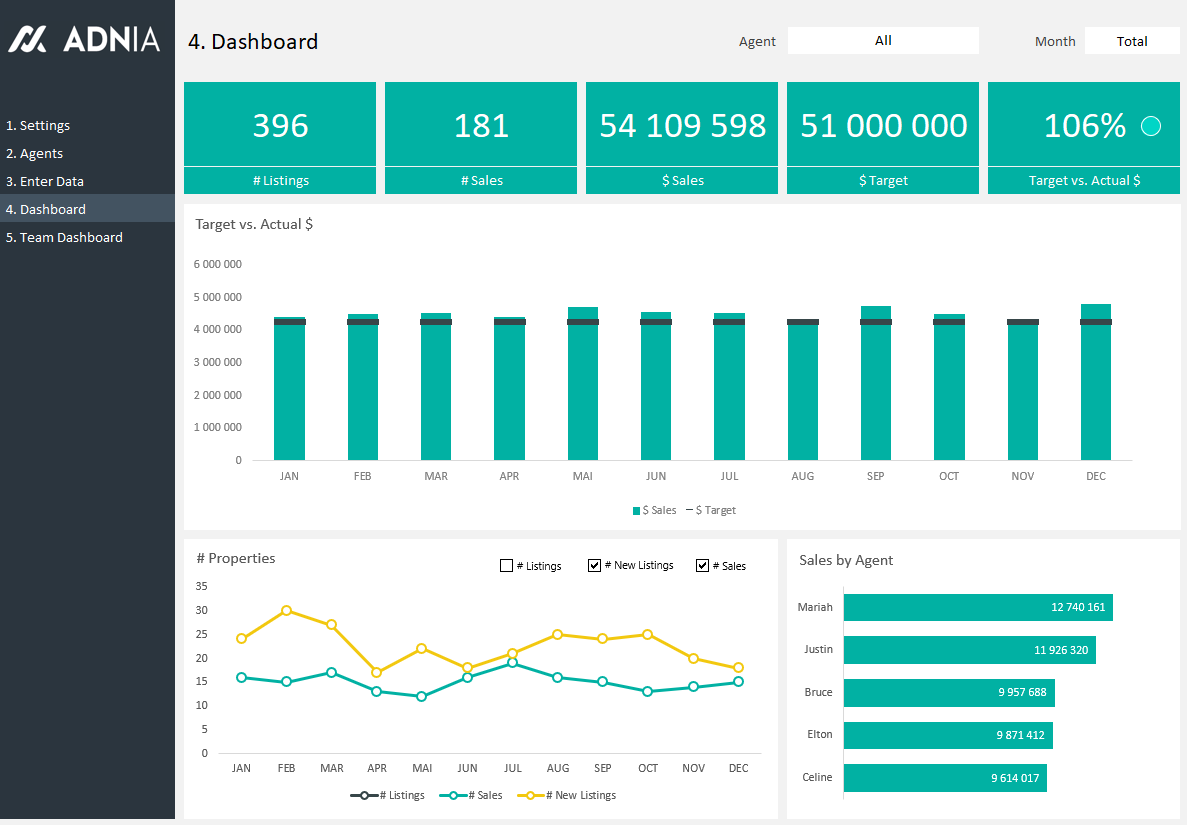 ADNIA
1. Settings
2. Agents
3. Enter Data
4. Dashboard
5. Team Dashboard
4. Dashboard
Agent
All
Month
Total
396
# Listings
181
# Sales
54 109 598
$ Sales
51 000 000
$ Target
106%
Target vs. Actual $
Target vs. Actual $
6 000 000
5 000 000
4 000 000
3 000 000
2 000 000
1 000 000
0
JAN FEB MAR APR MAI JUN JUL AUG SEP OCT NOV DEC
$ Sales $ Target
# Properties
# Listings # New Listings # Sales
35
30
25
20
15
10
5
0
JAN FEB MAR APR MAI JUN JUL AUG SEP OCT NOV DEC
# Listings # Sales # New Listings
Sales by Agent
Mariah 12 740 161
Justin 11 926 320
Bruce 9 957 688
Elton 9 871 412
Celine 9 614 017